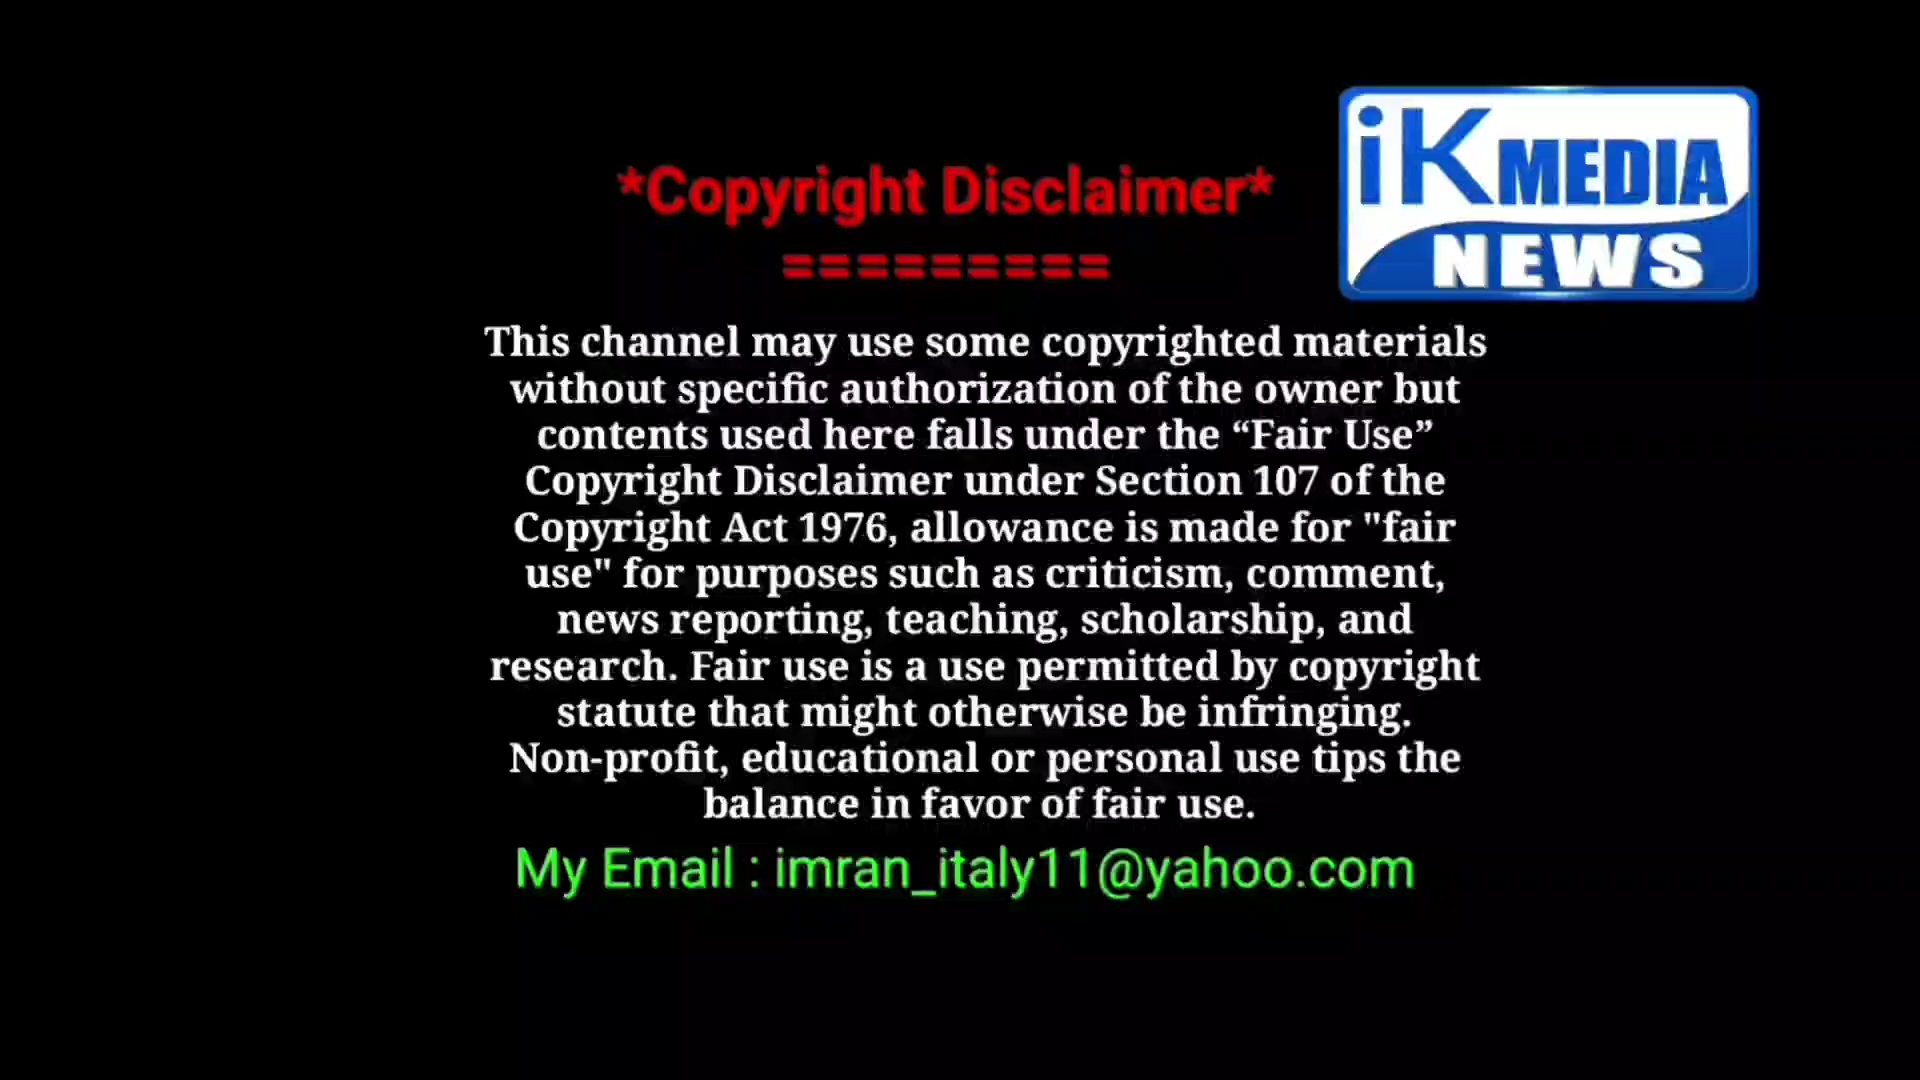 iK MEDIA
NEWS
*Copyright Disclaimer*
=========
This channel may use some copyrighted materials
without specific authorization of the owner but
contents used here falls under the “Fair Use”
Copyright Disclaimer under Section 107 of the
Copyright Act 1976, allowance is made for "fair
use" for purposes such as criticism, comment,
news reporting, teaching, scholarship, and
research. Fair use is a use permitted by copyright
statute that might otherwise be infringing.
Non-profit, educational or personal use tips the
balance in favor of fair use.
My Email : imran_italy11@yahoo.com